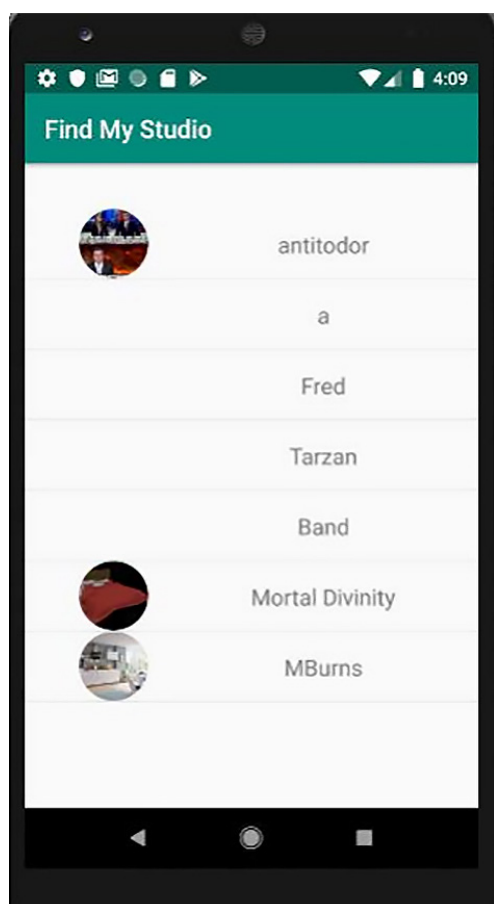 4:09
Find My Studio
antitodor
a
Fred
Tarzan
Band
Mortal Divinity
MBurns